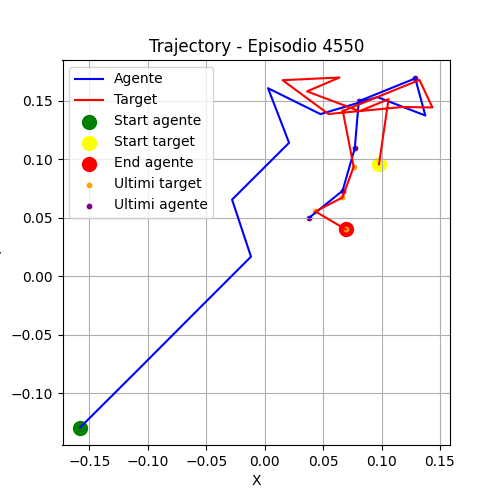 Trajectory - Episodio 4550
Agente
Target
Start agente
Start target
End agente
Ultimi target
Ultimi agente
0.15
0.10
0.05
0.00
−0.05
−0.10
−0.15 −0.10 −0.05 0.00 0.05 0.10 0.15
X